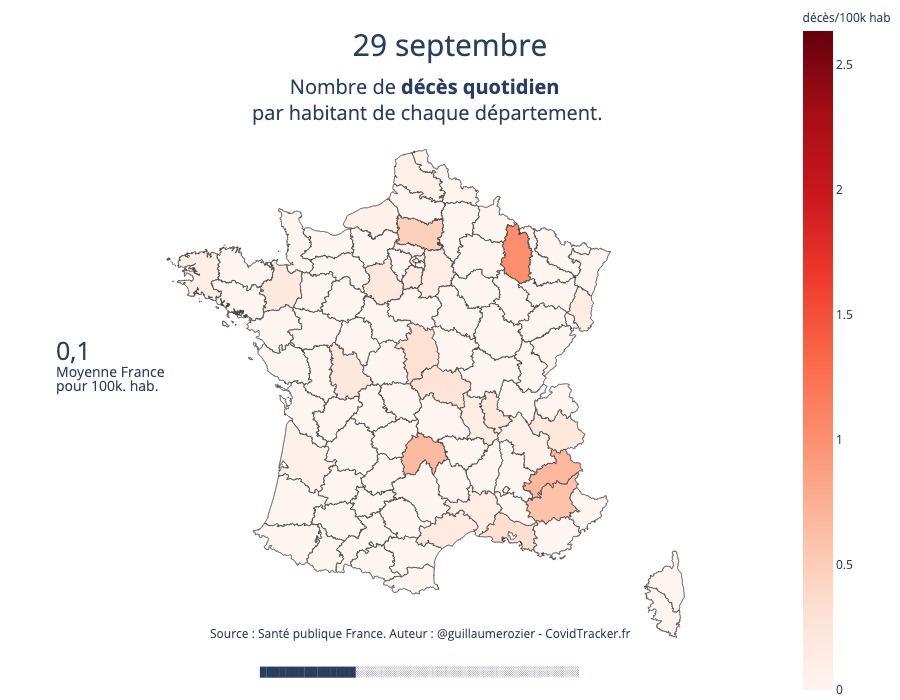 décès/100k hab
29 septembre
Nombre de décès quotidien
par habitant de chaque département.
2.5
2
1.5
1
0.5
0
0,1
Moyenne France
pour 100k. hab.
Source : Santé publique France. Auteur : @guillaumerozier - CovidTracker.fr